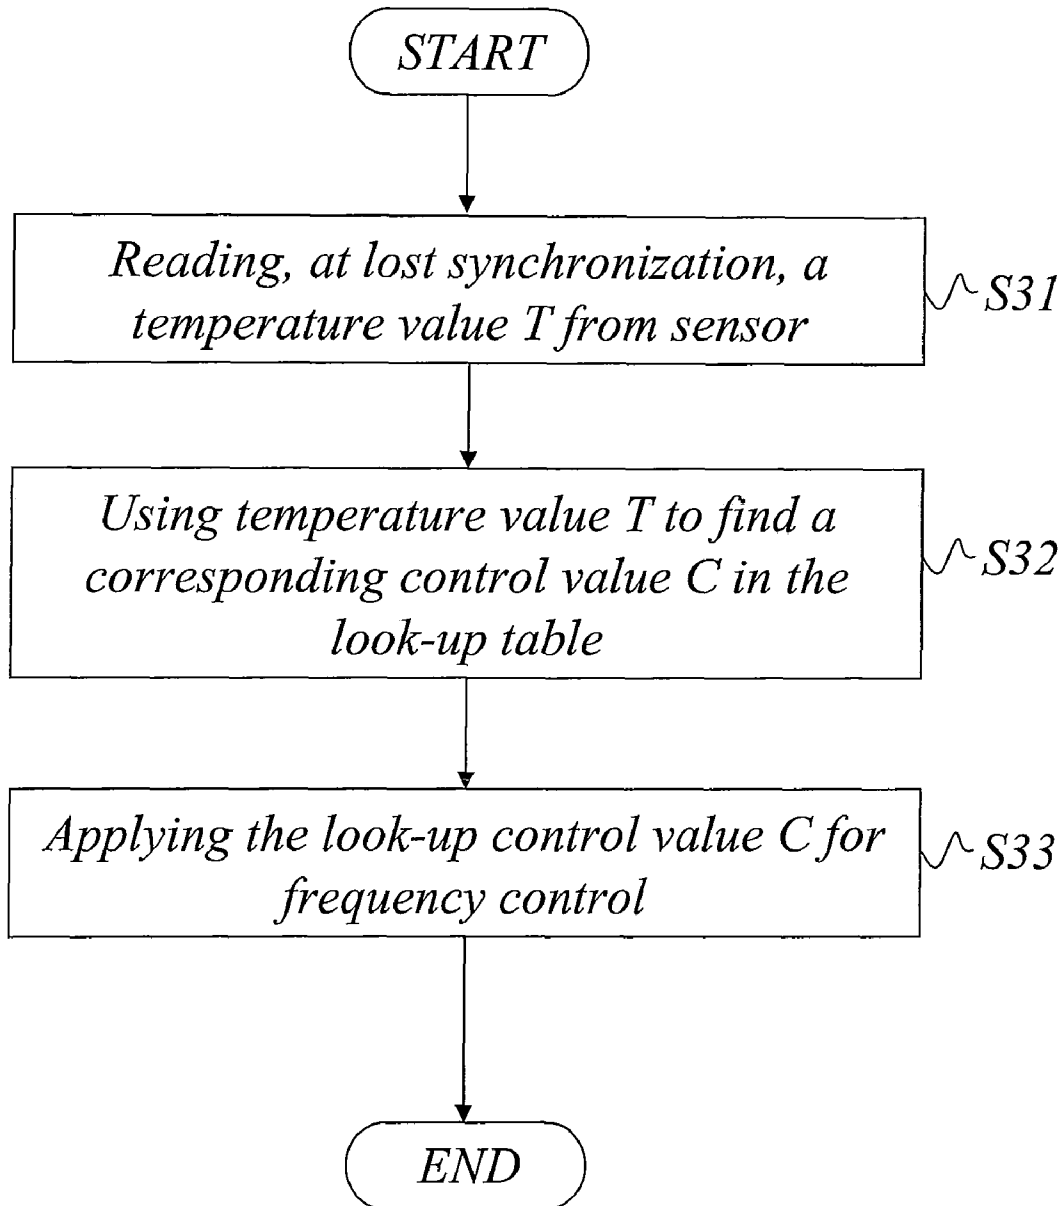 START
Reading, at lost synchronization, a
temperature value T from sensor
S31
Using temperature value T to find a
corresponding control value C in the
look-up table
S32
Applying the look-up control value C for
frequency control
S33
END